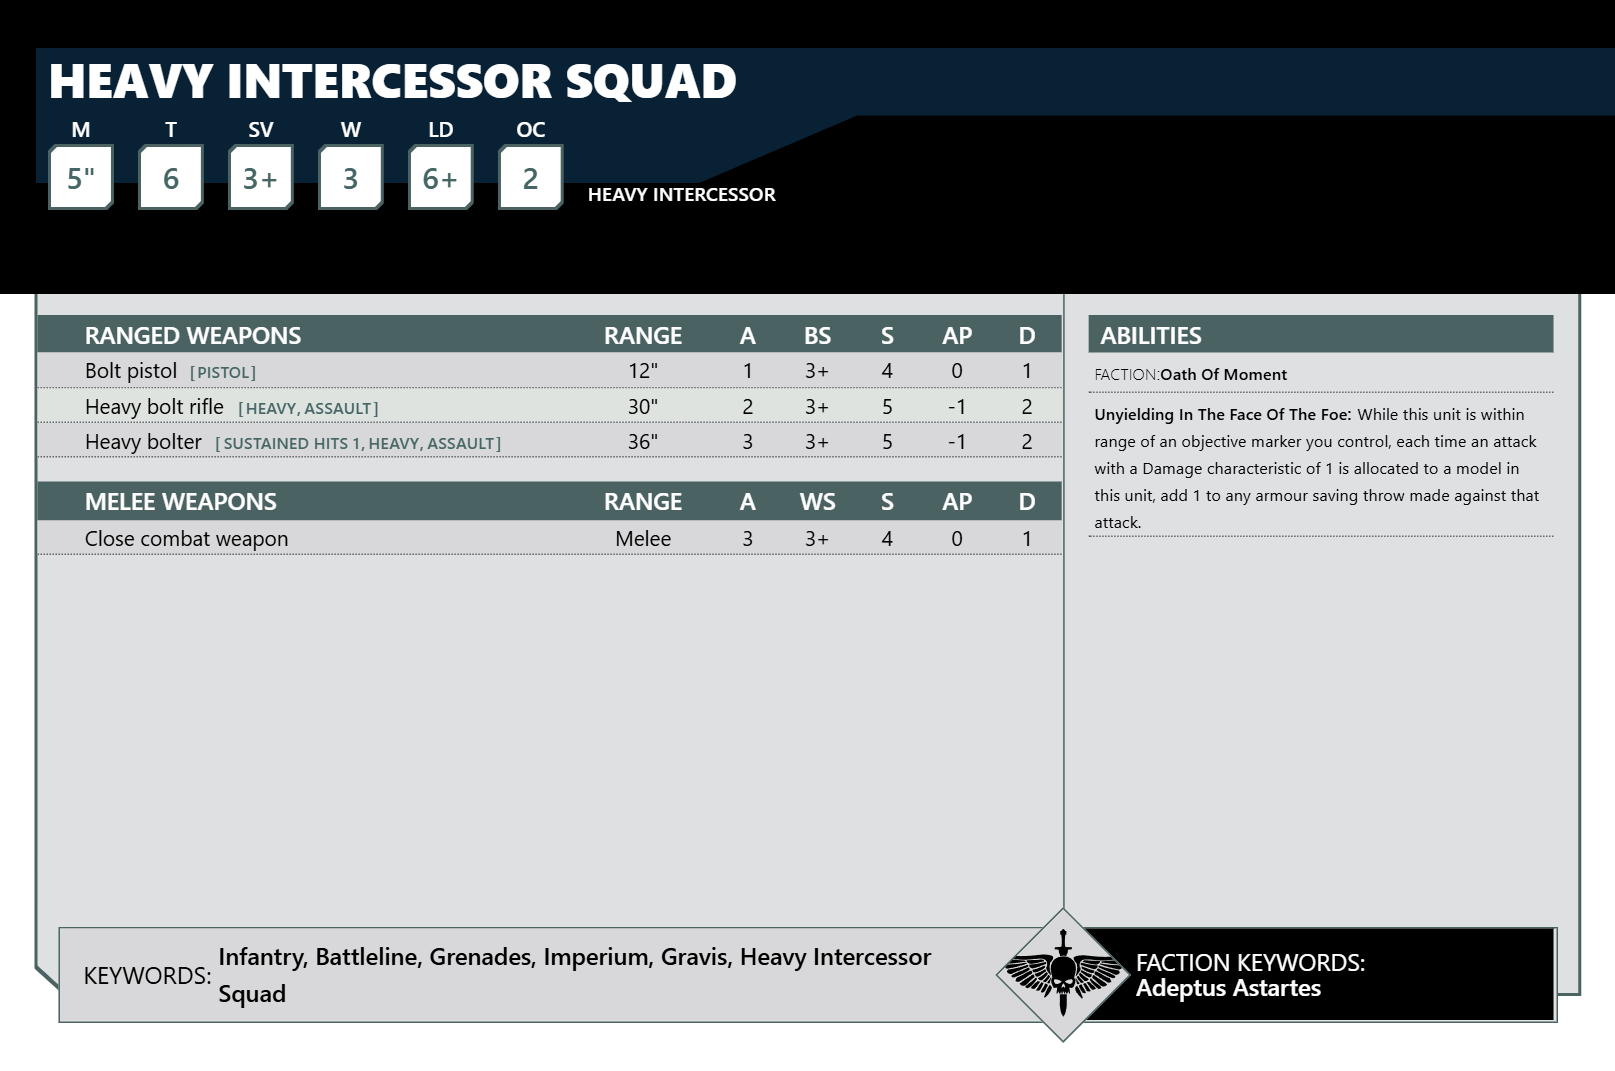 HEAVY INTERCESSOR SQUAD
M T SV W LD OC
5" 6 3+ 3 6+ 2 HEAVY INTERCESSOR
RANGED WEAPONS RANGE A BS S AP D
Bolt pistol [PISTOL] 12" 1 3+ 4 0 1
Heavy bolt rifle [HEAVY, ASSAULT] 30" 2 3+ 5 -1 2
Heavy bolter [SUSTAINED HITS 1, HEAVY, ASSAULT] 36" 3 3+ 5 -1 2
MELEE WEAPONS RANGE A WS S AP D
Close combat weapon Melee 3 3+ 4 0 1
ABILITIES
FACTION:Oath Of Moment
Unyielding In The Face Of The Foe: While this unit is within
range of an objective marker you control, each time an attack
with a Damage characteristic of 1 is allocated to a model in
this unit, add 1 to any armour saving throw made against that
attack.
KEYWORDS: Infantry, Battleline, Grenades, Imperium, Gravis, Heavy Intercessor
Squad
FACTION KEYWORDS:
Adeptus Astartes